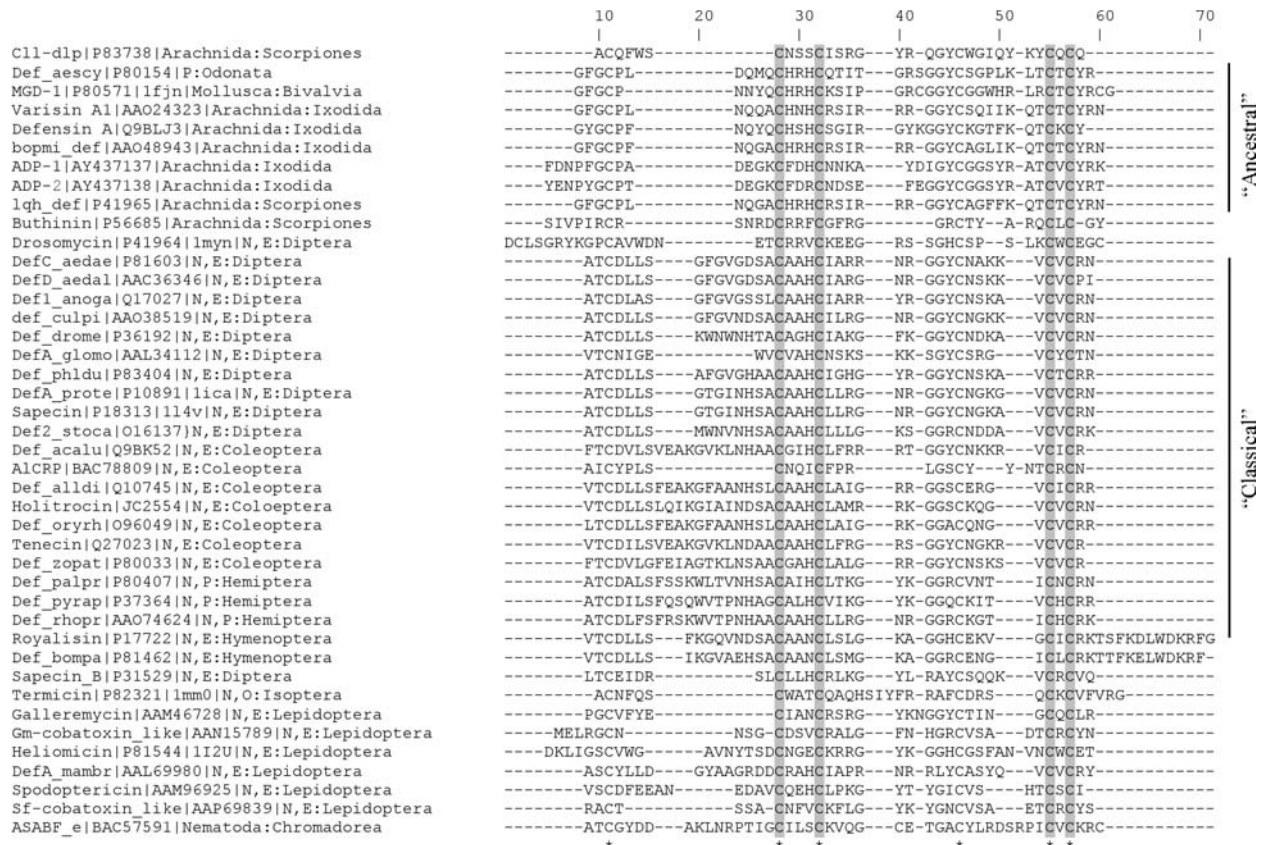 10 20 30 40 50 60 70
Cll-dlp|P83738|Arachnida:Scorpiones --------ACQFWS-------------CNSSCISRG---YR-QGYCWGIQY-KYCQCQ-------------
Def_aescy|P80154|P:Odonata -------GFGCPL----------DQMQCHRHCQTIT---GRSGGYCSGPLK-LTCTCYR------------
MGD-1|P80571|1fjn|Mollusca:Bivalvia -------GFGCP-----------NNYQCHRHCKSIP---GRCGGYCGGWHR-LRCTCYRCG----------
Varisin A1|AAO24323|Arachnida:Ixodida -------GFGCPL----------NQQACHNHCRSIR---RRGGYCSQIIK-QTCTCYRN-----------
Defensin A|Q9BLJ3|Arachnida:Ixodida -------GYGCPF----------NQYQCHSHCSGIR---GYKGGYCKGTFK-QTCKCY-------------
bopmi_def|AAO48943|Arachnida:Ixodida -------GFGCPF----------NQGACHRHCRSIR---RRGGYCAGLIK-QTCTCYRN-----------
ADP-1|AY437137|Arachnida:Ixodida ----FDNPFGCPA----------DEGKCFDHCNNKA----YDIGYCGGSYR-ATCVCYRK-----------
ADP-2|AY437138|Arachnida:Ixodida ----YENPYGCPT----------DEGKCFDRCNDSE----FEGGYCGGSYR-ATCVCYRT-----------
lqh_def|P41965|Arachnida:Scorpiones -------GFGCPL----------NQGACHRHCRSIR---RR-GGYCAGFFK-QTCTCYRN-----------
Buthinin|P56685|Arachnida:Scorpiones ----SIVPIRCR-----------SNRDCRRFCGFRG-------GRCTY--A-RQCLC-GY-----------
Drosomycin|P41964|1myn|N,E:Diptera DCLSGRYKGPCAVWDN---------ETCRRVCKEEG---RS-SGHCSP--S-LKCWCEGC-----------
DefC_aedae|P81603|N,E:Diptera --------ATCDLLS----GFGVGDSACAAHCIARR---NR-GGYCNAKK---VCVCRN------------
DefD_aedal|AAC36346|N,E:Diptera --------ATCDLLS----GFGVGDSACAAHCIARG---NR-GGYCNSKK---VCVCPI------------
Def1_anoga|Q17027|N,E:Diptera --------ATCDLAS----GFGVGSSLCAAHCIARR---YR-GGYCNSKA---VCVCRN------------
def_culpi|AAO38519|N,E:Diptera --------ATCDLLS----GFGVNDSACAAHCILRG---NR-GGYCNGKK---VCVCRN------------
Def_drome|P36192|N,E:Diptera --------ATCDLLS----KWNWNHTACAGHCIAKG---FK-GGYCNDKA---VCVCRN------------
DefA_glomo|AAL34112|N,E:Diptera --------VTCNIGE----------WVCVAHCNSKS---KK-SGYCSRG----VCYCTN------------
Def_phldu|P83404|N,E:Diptera --------ATCDLLS----AFGVGHAACAAHCIGHG---YR-GGYCNSKA---VCTCRR------------
DefA_prote|P10891|lica|N,E:Diptera --------ATCDLLS----GTGINHSACAAHCLLRG---NR-GGYCNGKG---VCVCRN------------
Sapecin|P18313|1l4v|N,E:Diptera --------ATCDLLS----GTGINHSACAAHCLLRG---NR-GGYCNGKA---VCVCRN------------
Def2_stoca|O16137}N,E:Diptera --------ATCDLLS----MWNVNHSACAAHCLLLG---KS-GGRCNDDA---VCVCRK------------
Def_acalu|Q9BK52|N,E:Coleoptera --------FTCDVLSVEAKGVKLNHAACGIHCLFRR---RT-GGYCNKKR---VCICR-------------
AlCRP|BAC78809|N,E:Coleoptera --------AICYPLS------------CNQICFPR-----LGSCY---Y-NTCRCN--------------
Def_alldi|Q10745|N,E:Coleoptera --------VTCDLLSFEAKGFAANHSLCAAHCLAIG---RR-GGSCERG----VCICRR------------
Holitrocin|JC2554|N,E:Coloeptera --------VTCDLLSLQIKGIAINDSACAAHCLAMR---RK-GGSCKQG----VCVCRN------------
Def_oryrh|O96049|N,E:Coleoptera --------LTCDLLSFEAKGFAANHSLCAAHCLAIG---RK-GGACQNG----VCVCRR------------
Tenecin|Q27023|N,E:Coleoptera --------VTCDILSVEAKGVKLNDAACAAHCLFRG---RS-GGYCNGKR---VCVCR-------------
Def_zopat|P80033|N,E:Coleoptera --------FTCDVLGFEIAGTKLNSAACGAHCLALG---RR-GGYCNSKS---VCVCR-------------
Def_palpr|P80407|N,P:Hemiptera --------ATCDALSFSSKWLTVNHSACAIHCLTKG---YK-GGRCVNT----ICNCRN------------
Def_pyrap|P37364|N,P:Hemiptera --------ATCDILSFQSQWVTPNHAGCALHCVIKG---YK-GGQCKIT----VCHCRR------------
Def_rhopr|AAO74624|N,P:Hemiptera --------ATCDLFSFRSKWVTPNHAACAAHCLLRG---NR-GGRCKGT----ICHCRK------------
Royalisin|P17722|N,E:Hymenoptera --------VTCDLLS---FKGQVNDSACAANCLSLG---KA-GGHCEKV----GCICRKTSFKDLWDKRFG
Def_bompa|P81462|N,E:Hymenoptera --------VTCDLLS---IKGVAEHSACAANCLSMG---KA-GGRCENG----ICLCRKTTFKELWDKRF-
Sapecin_B|P31529|N,E:Diptera --------LTCEIDR----------SLCLLHCRLKG---YL-RAYCSQQK---VCRCVQ------------
Termicin|P82321|1mm0|N,O:Isoptera ---------ACNFQS------------CWATCQAQHSIYFR-RAFCDRS----QCKCVFVRG---------
Galleremycin|AAM46728|N,E:Lepidoptera --------PGCVFYE------------CIANCRSRG---YKNGGYCTIN----GCQCLR------------
Gm-cobatoxin_like|AAN15789|N,E:Lepidoptera -----MELRGCN-----------NSG-CDSVCRALG---FN-HGRCVSA---DTCRCYN------------
Heliomicin|P81544|1I2U|N,E:Lepidoptera ----DKLIGSCVWG-----AVNYTSDCNGECKRRG---YKGGHCGSFANVNCWCET------------
DefA_mambr|AAL69980|N,E:Lepidoptera --------ASCYLLD----GYAAGRDDCRAHCIAPR---NR-RLYCASYQ---VCVCRY------------
Spodoptericin|AAM96925|N,E:Lepidoptera --------VSCDFEEAN-----EDAVCQEHCLPKG---YT-YGICVS----HTCSCI-------------
Sf-cobatoxin_like|AAP69839|N,E:Lepidoptera --------RACT-----------SSA-CNFVCKFLG---YK-YGNCVSA---ETCRCYS------------
ASABF_e|BAC57591|Nematoda:Chromadorea --------ATCGYDD---AKLNRPTIGCILSCKVQG---CE-TGACYLRDSRPICVCKRC-----------
* * * * * *
“Ancestral”
“Classical”